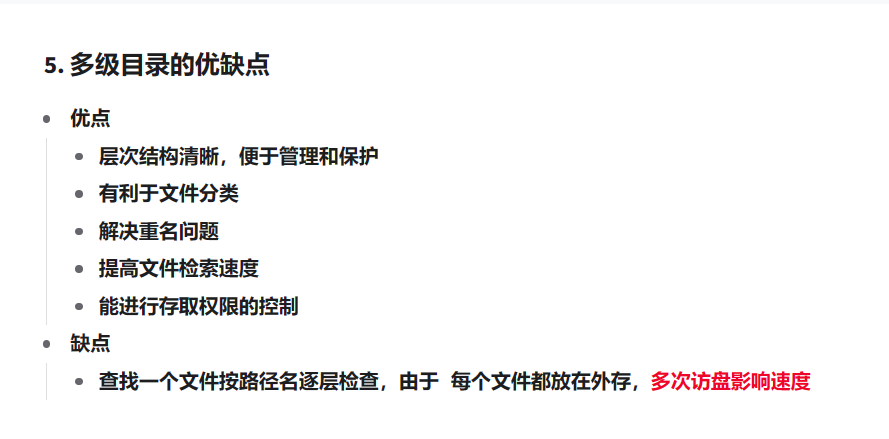 5. 多级目录的优缺点
优点
层次结构清晰，便于管理和保护
有利于文件分类
解决重名问题
提高文件检索速度
能进行存取权限的控制
缺点
查找一个文件按路径名逐层检查，由于 每个文件都放在外存，多次访盘影响速度